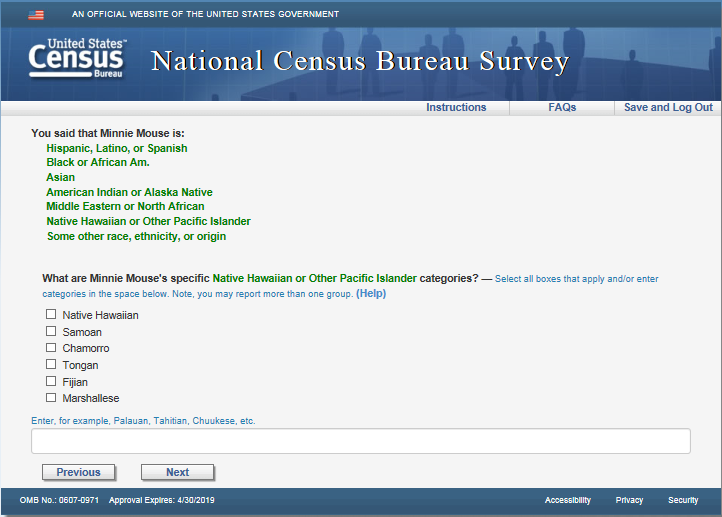 AN OFFICIAL WEBSITE OF THE UNITED STATES GOVERNMENT
United States™
Census
Bureau
National Census Bureau Survey
Instructions FAQs Save and Log Out
You said that Minnie Mouse is:
Hispanic, Latino, or Spanish
Black or African Am.
Asian
American Indian or Alaska Native
Middle Eastern or North African
Native Hawaiian or Other Pacific Islander
Some other race, ethnicity, or origin
What are Minnie Mouse's specific Native Hawaiian or Other Pacific Islander categories? — Select all boxes that apply and/or enter
categories in the space below. Note, you may report more than one group. (Help)
Native Hawaiian
Samoan
Chamorro
Tongan
Fijian
Marshallese
Enter, for example, Palauan, Tahitian, Chuukese, etc.
Previous Next
OMB No.: 0607-0971 Approval Expires: 4/30/2019 Accessibility Privacy Security